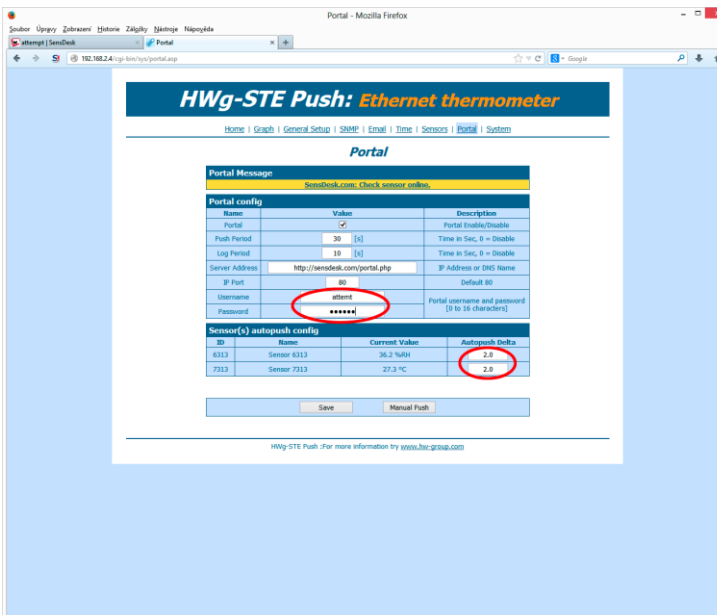 Portal - Mozilla Firefox
Soubor Úpravy Zobrazení Historie Záložky Nástroje Nápověda
attempt | SensDesk × Portal × +
192.168.2.4/cgi-bin/sys/portal.asp Google
HWg-STE Push: Ethernet thermometer
Home | Graph | General Setup | SNMP | Email | Time | Sensors | Portal | System
Portal
Portal Message
SensDesk.com: Check sensor online.
Portal config
Name Value Description
Portal Portal Enable/Disable
Push Period 30 [s] Time in Sec, 0 = Disable
Log Period 10 [s] Time in Sec, 0 = Disable
Server Address http://sensdesk.com/portal.php IP Address or DNS Name
IP Port 80 Default 80
Username attemt Portal username and password
[0 to 16 characters]
Password ●●●●●●
Sensor(s) autopush config
ID Name Current Value Autopush Delta
6313 Sensor 6313 36.2 %RH 2.0
7313 Sensor 7313 27.3 °C 2.0
Save Manual Push
HWg-STE Push :For more information try www.hw-group.com